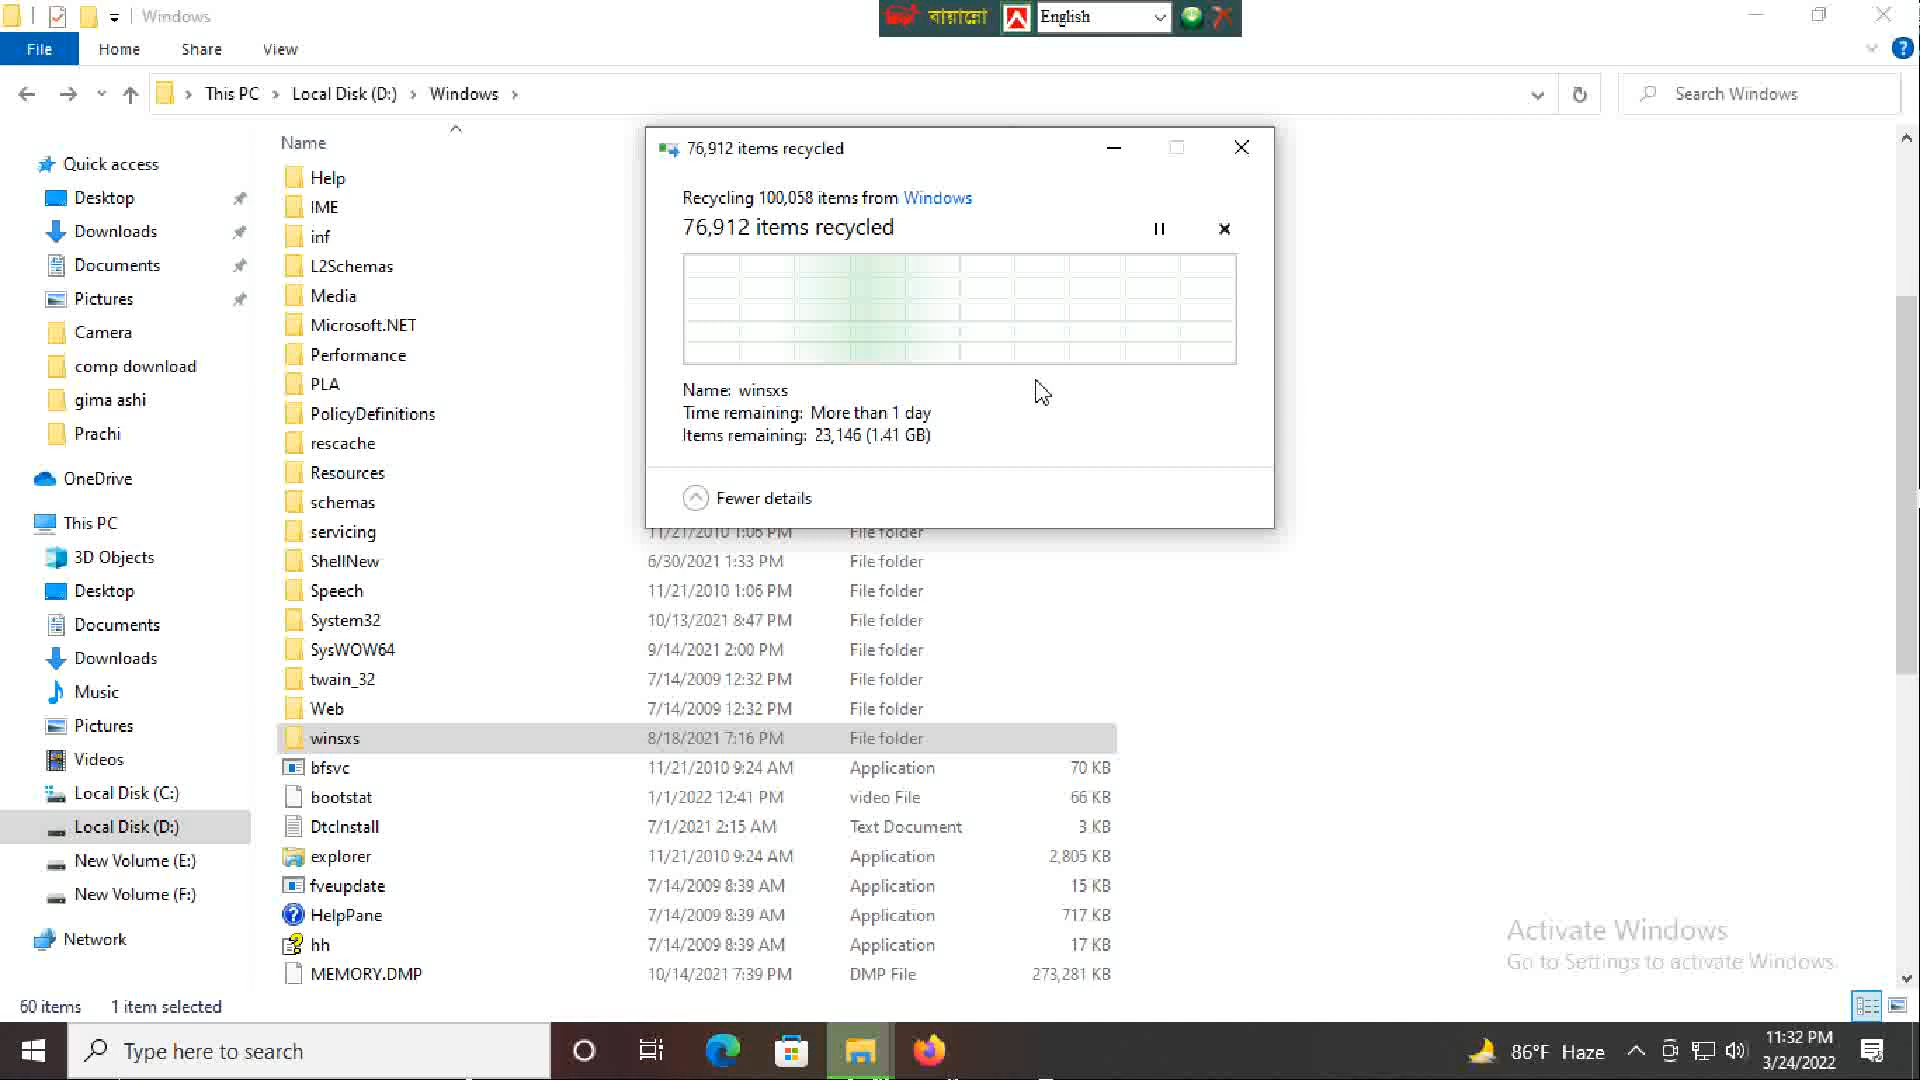 Windows
বায়ান্নো
English
File
Home
Share
View
This PC
Local Disk (D:)
Windows
Search Windows
Name
Quick access
Desktop
Downloads
Documents
Pictures
Camera
comp download
gima ashi
Prachi
OneDrive
This PC
3D Objects
Desktop
Documents
Downloads
Music
Pictures
Videos
Local Disk (C:)
Local Disk (D:)
New Volume (E:)
New Volume (F:)
Network
Help
IME
inf
L2Schemas
Media
Microsoft.NET
Performance
PLA
PolicyDefinitions
rescache
Resources
schemas
servicing 11/21/2010 1:06 PM File folder
ShellNew 6/30/2021 1:33 PM File folder
Speech 11/21/2010 1:06 PM File folder
System32 10/13/2021 8:47 PM File folder
SysWOW64 9/14/2021 2:00 PM File folder
twain_32 7/14/2009 12:32 PM File folder
Web 7/14/2009 12:32 PM File folder
winsxs 8/18/2021 7:16 PM File folder
bfsvc 11/21/2010 9:24 AM Application 70 KB
bootstat 1/1/2022 12:41 PM video File 66 KB
DtcInstall 7/1/2021 2:15 AM Text Document 3 KB
explorer 11/21/2010 9:24 AM Application 2,805 KB
fveupdate 7/14/2009 8:39 AM Application 15 KB
HelpPane 7/14/2009 8:39 AM Application 717 KB
hh 7/14/2009 8:39 AM Application 17 KB
MEMORY.DMP 10/14/2021 7:39 PM DMP File 273,281 KB
76,912 items recycled
Recycling 100,058 items from Windows
76,912 items recycled
Name: winsxs
Time remaining: More than 1 day
Items remaining: 23,146 (1.41 GB)
Fewer details
Activate Windows
Go to Settings to activate Windows.
60 items 1 item selected
Type here to search
86°F Haze
11:32 PM
3/24/2022